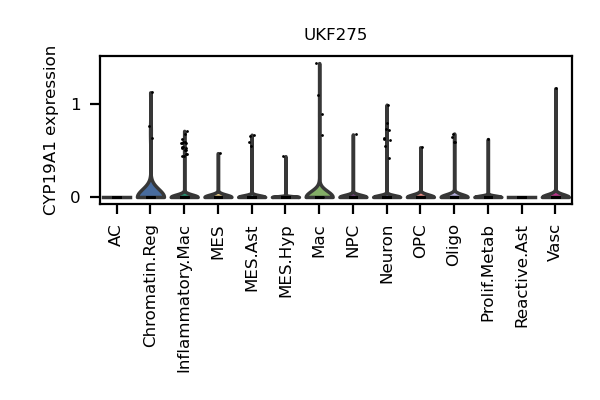 UKF275
CYP19A1 expression
1
0
AC
Chromatin.Reg
Inflammatory.Mac
MES
MES.Ast
MES.Hyp
Mac
NPC
Neuron
OPC
Oligo
Prolif.Metab
Reactive.Ast
Vasc